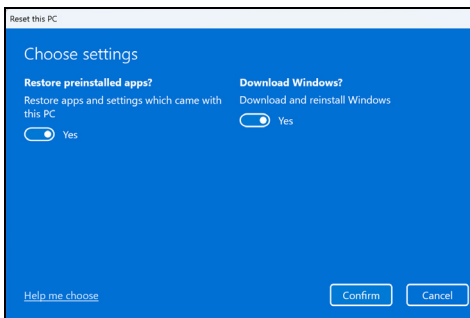 Reset this PC
Choose settings
Restore preinstalled apps?
Restore apps and settings which came with
this PC
Yes
Download Windows?
Download and reinstall Windows
Yes
Help me choose
Confirm
Cancel